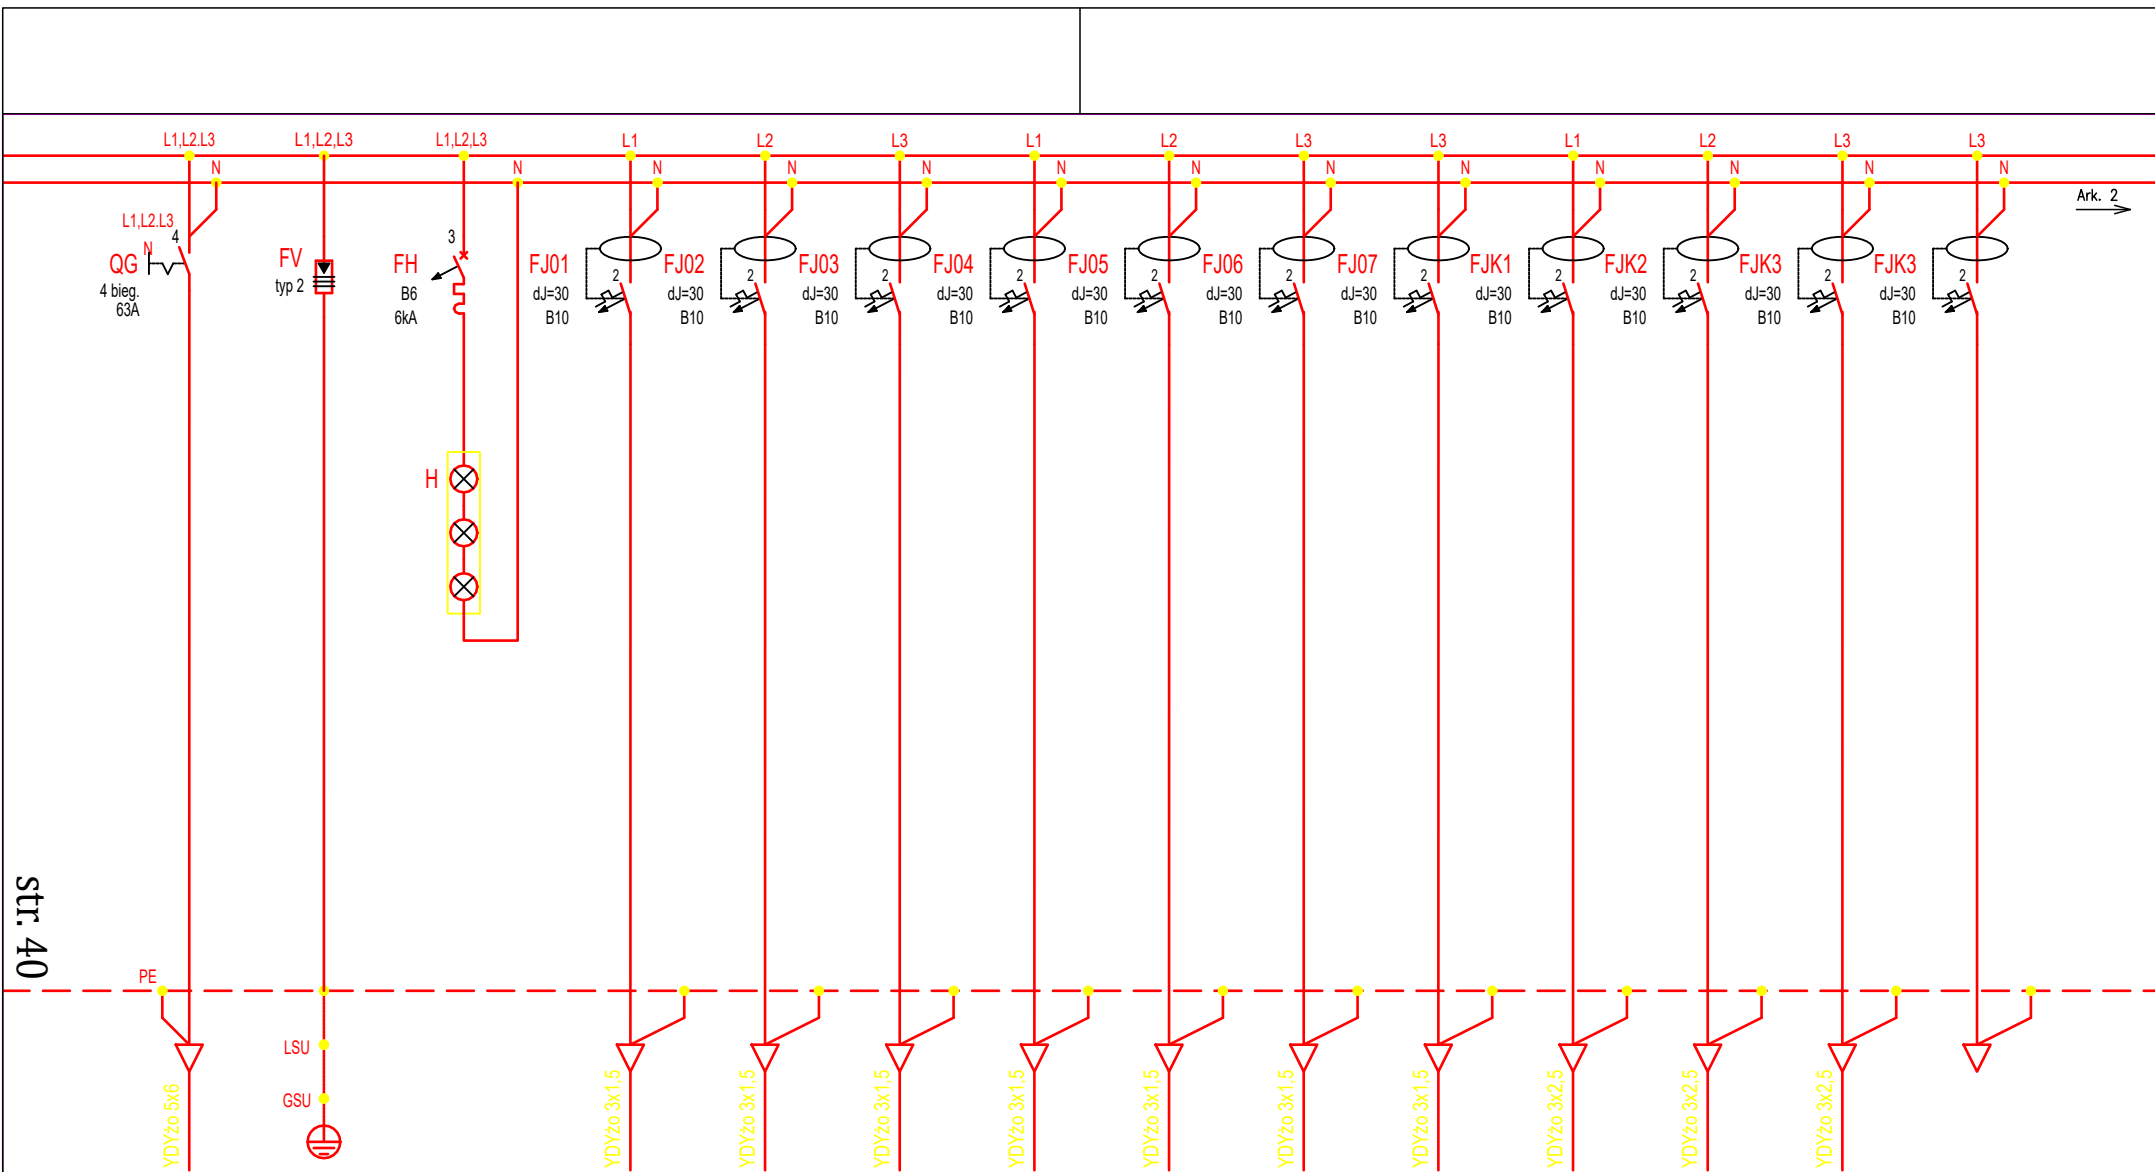 L1,L2.L3 L1,L2,L3 L1,L2,L3 L1 L2 L3 L1 L2 L3 L3 L1 L2 L3 L3
N N N N N N N N N N N N N
Ark. 2
L1,L2.L3
N 4
QG
4 bieg.
63A
FV
typ 2
3
FH
B6
6kA
FJ01
dJ=30
B10
2
FJ02
dJ=30
B10
2
FJ03
dJ=30
B10
2
FJ04
dJ=30
B10
2
FJ05
dJ=30
B10
2
FJ06
dJ=30
B10
2
FJ07
dJ=30
B10
2
FJK1
dJ=30
B10
2
FJK2
dJ=30
B10
2
FJK3
dJ=30
B10
2
FJK3
dJ=30
B10
2
H
str. 40
PE
LSU
GSU
YDYżo 5x6
YDYżo 3x1,5
YDYżo 3x1,5
YDYżo 3x1,5
YDYżo 3x1,5
YDYżo 3x1,5
YDYżo 3x1,5
YDYżo 3x1,5
YDYżo 3x2,5
YDYżo 3x2,5
YDYżo 3x2,5